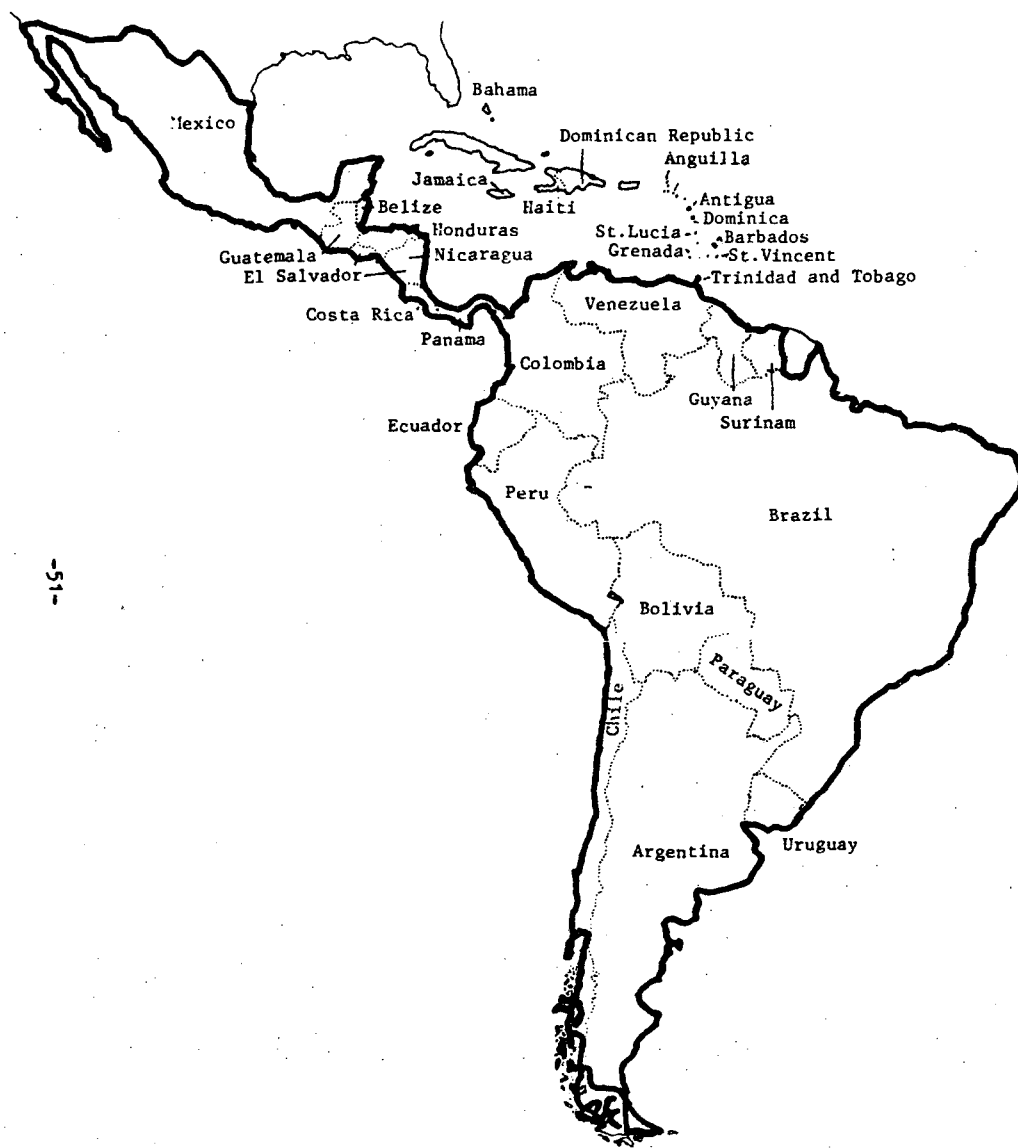 Bahama
Mexico
Dominican Republic
Anguilla
Jamaica
Haiti
Belize
Antigua
Dominica
Honduras
St.Lucia
Barbados
Guatemala
Nicaragua
Grenada
St.Vincent
El Salvador
Trinidad and Tobago
Costa Rica
Venezuela
Panama
Colombia
Guyana
Surinam
Ecuador
Peru
Brazil
-51-
Bolivia
Paraguay
Chile
Argentina
Uruguay